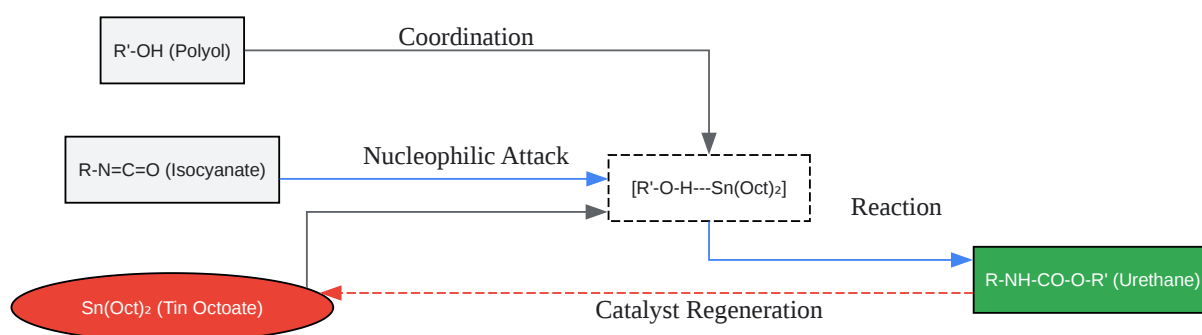 R'-OH (Polyol)
Coordination
R-N=C=O (Isocyanate)
Nucleophilic Attack
[R'-O-H---Sn(Oct)₂]
Reaction
R-NH-CO-O-R' (Urethane)
Sn(Oct)₂ (Tin Octoate)
Catalyst Regeneration